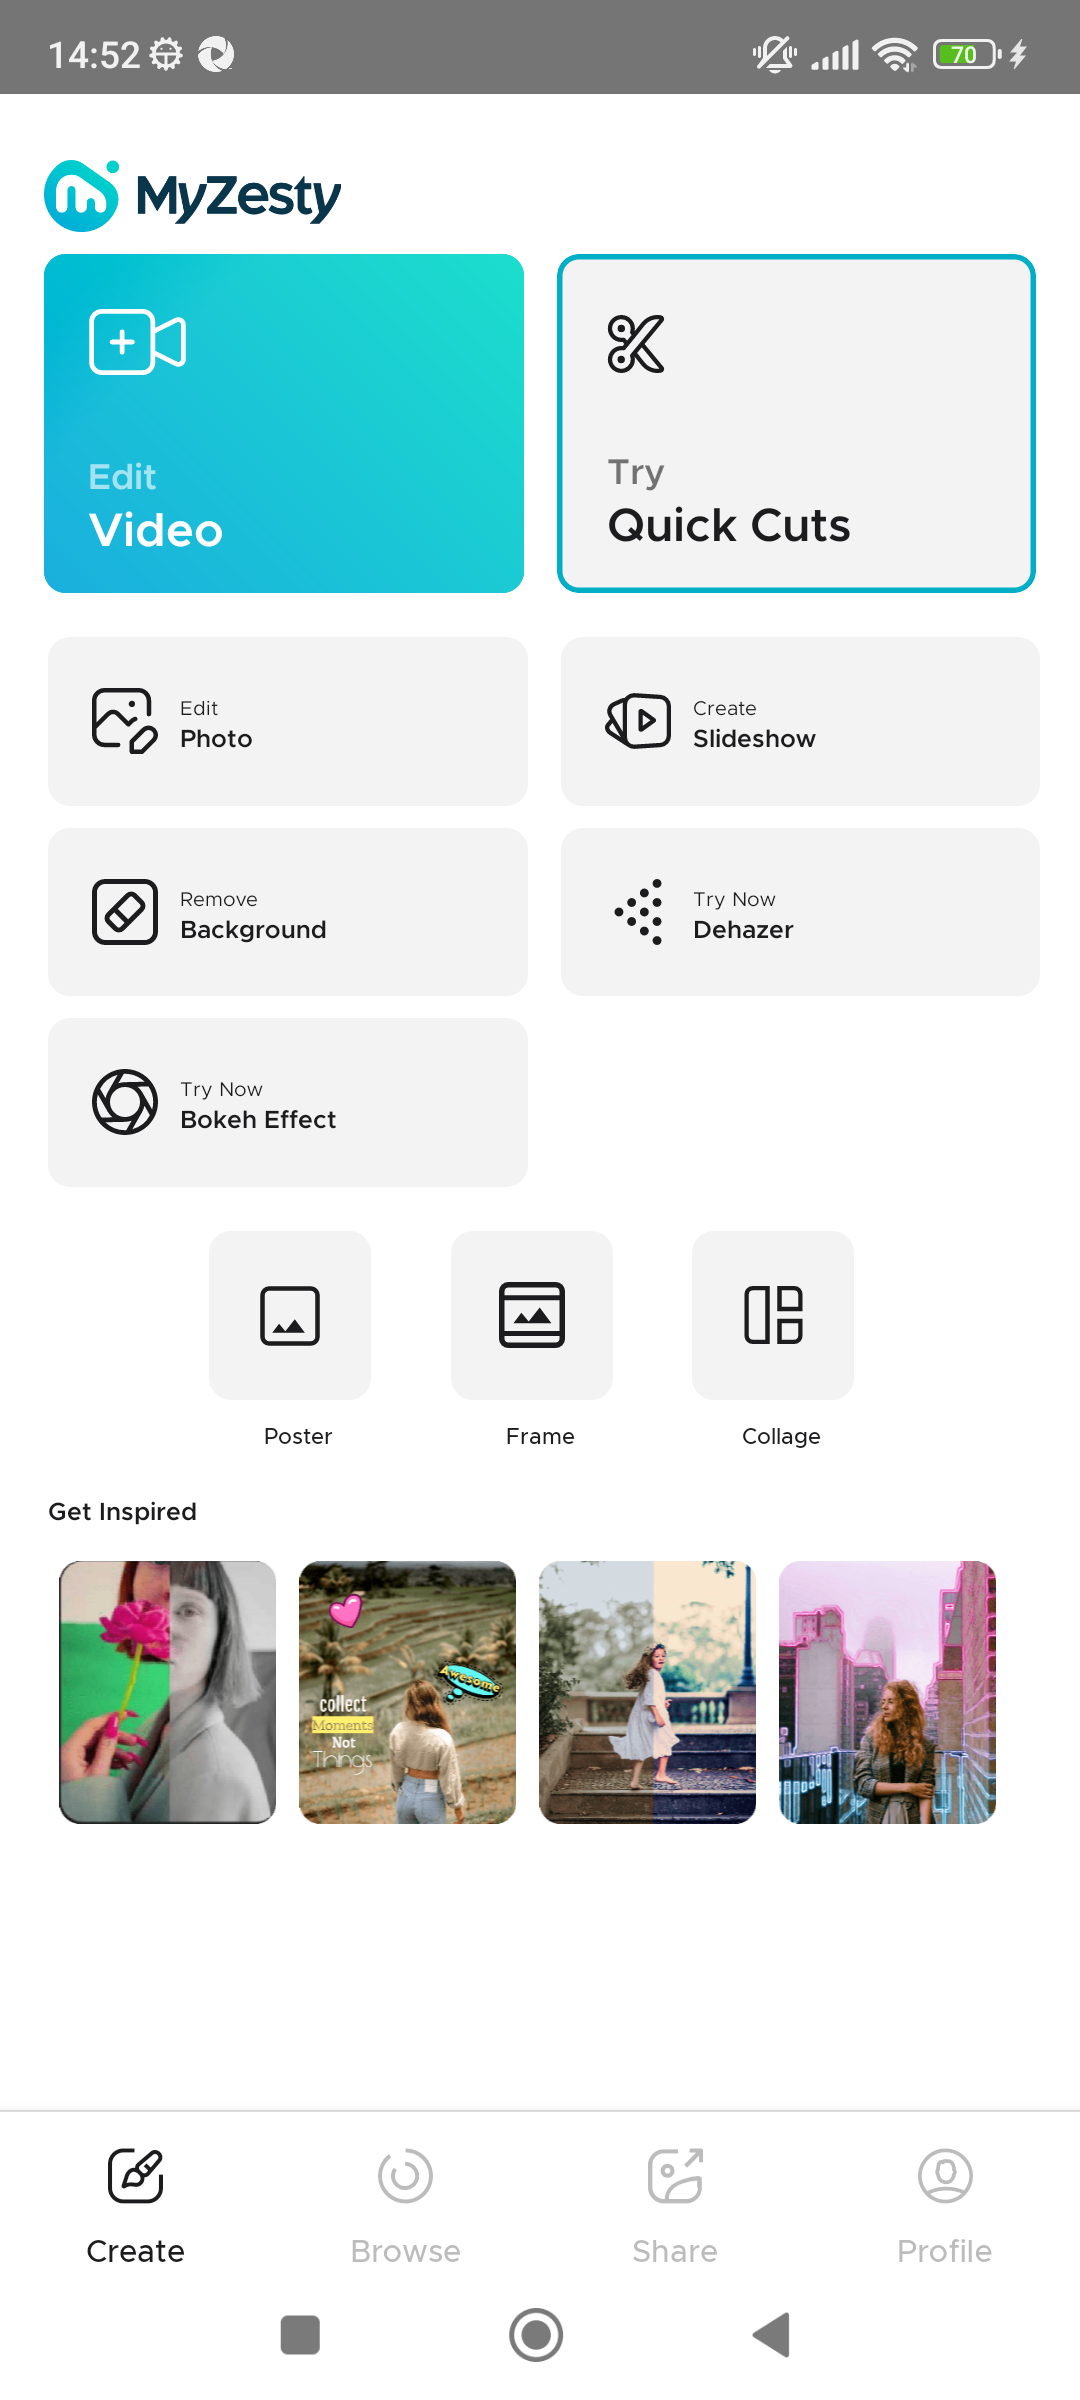 14:52
70
MyZesty
Edit
Video
Try
Quick Cuts
Edit
Photo
Create
Slideshow
Remove
Background
Try Now
Dehazer
Try Now
Bokeh Effect
Poster
Frame
Collage
Get Inspired
collect
Moments
Not
Things
Awesome
Create
Browse
Share
Profile